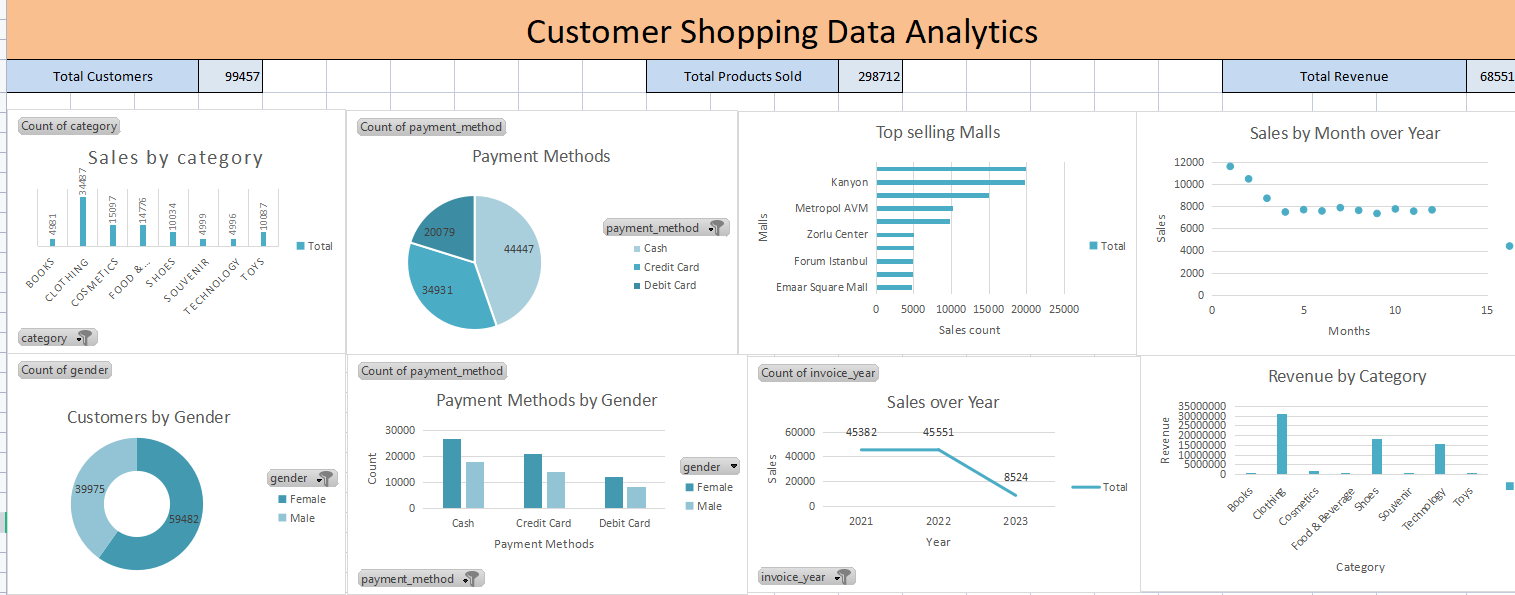 Customer Shopping Data Analytics
Total Customers 99457 Total Products Sold 298712 Total Revenue 68551
Count of category
Sales by category
4981 34487 15097 14776 10034 4999 4996 10087
BOOKS CLOTHING COSMETICS FOOD &... SHOES SOUVENIR TECHNOLOGY TOYS
Total
category
Count of payment_method
Payment Methods
20079
44447
34931
payment_method
Cash
Credit Card
Debit Card
Top selling Malls
Malls
Kanyon
Metropol AVM
Zorlu Center
Forum Istanbul
Emaar Square Mall
0 5000 10000 15000 20000 25000
Sales count
Total
Sales by Month over Year
Sales
12000
10000
8000
6000
4000
2000
0
0 5 10 15
Months
Count of gender
Customers by Gender
39975
59482
gender
Female
Male
Count of payment_method
Payment Methods by Gender
Count
30000
20000
10000
0
Cash Credit Card Debit Card
Payment Methods
gender
Female
Male
payment_method
Count of invoice_year
Sales over Year
Sales
60000
40000
20000
0
45382 45551 8524
2021 2022 2023
Year
Total
invoice_year
Revenue by Category
Revenue
35000000
30000000
25000000
20000000
15000000
10000000
5000000
0
Books Clothing Cosmetics Food & Beverage Shoes Souvenir Technology Toys
Category